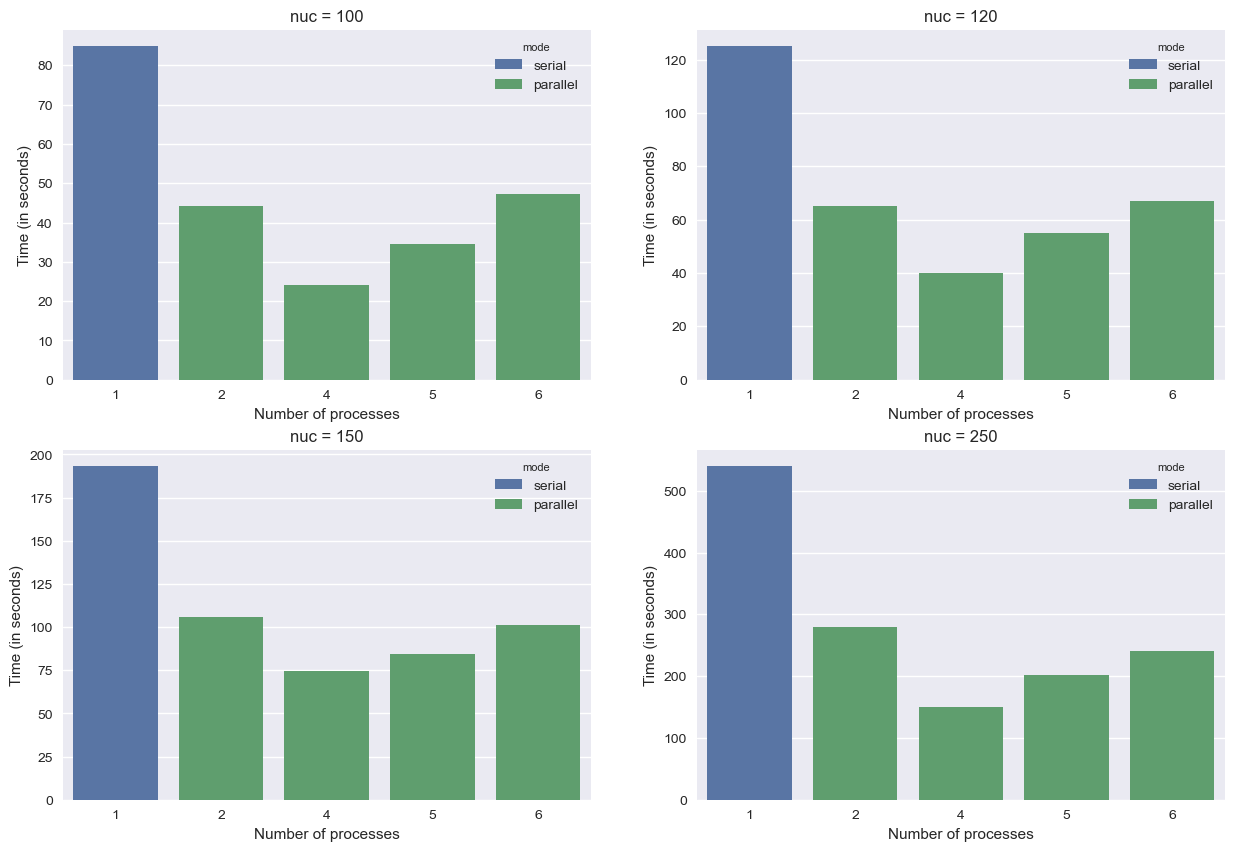 nuc = 100
mode
serial
parallel
Time (in seconds)
80
70
60
50
40
30
20
10
0
1 2 4 5 6
Number of processes
nuc = 120
mode
serial
parallel
Time (in seconds)
120
100
80
60
40
20
0
1 2 4 5 6
Number of processes
nuc = 150
mode
serial
parallel
Time (in seconds)
200
175
150
125
100
75
50
25
0
1 2 4 5 6
Number of processes
nuc = 250
mode
serial
parallel
Time (in seconds)
500
400
300
200
100
0
1 2 4 5 6
Number of processes